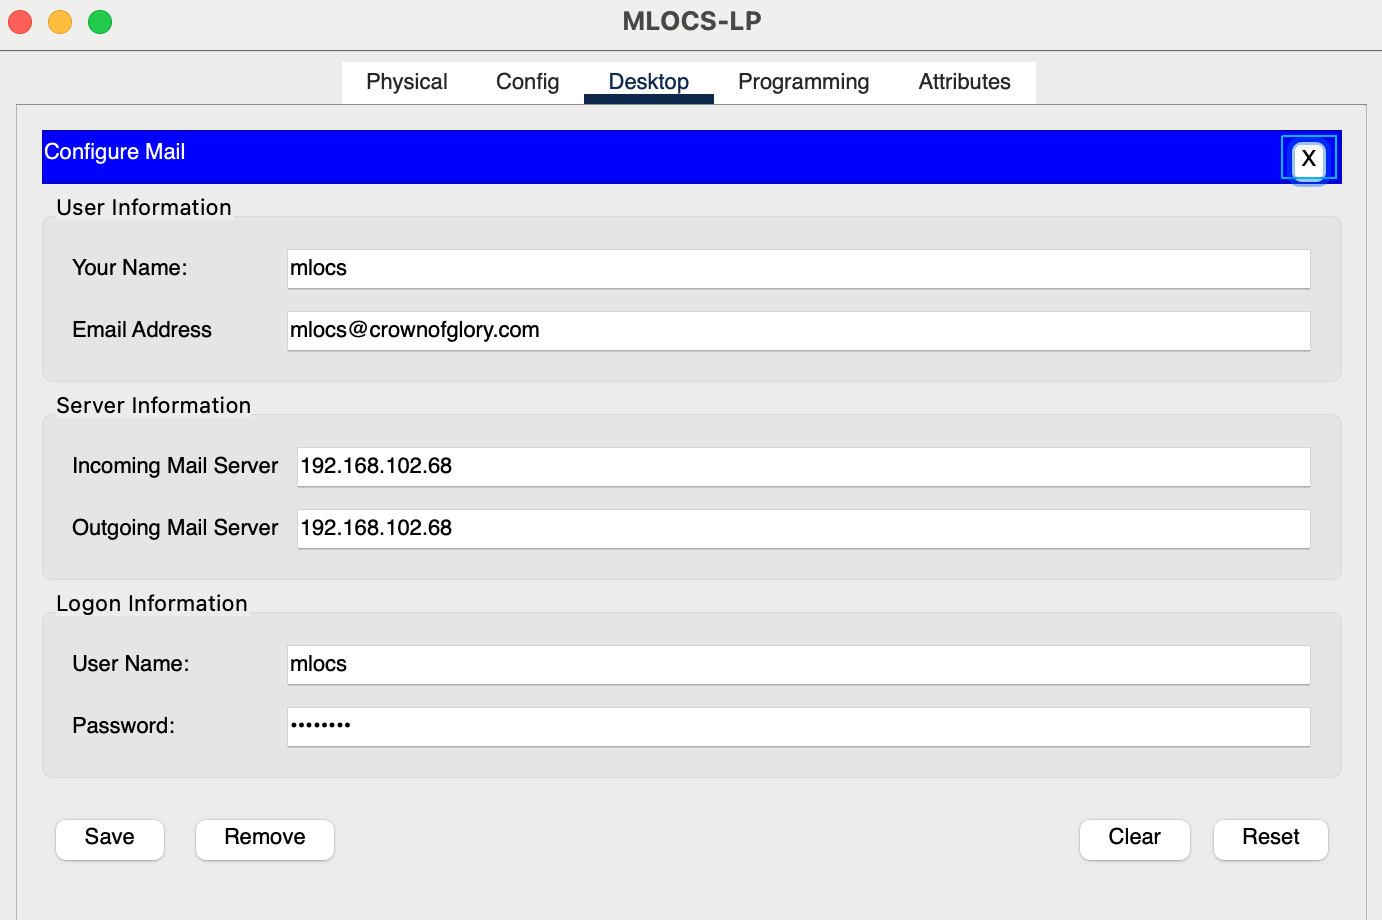 MLOCS-LP
Physical Config Desktop Programming Attributes
Configure Mail X
User Information
Your Name: mlocs
Email Address mlocs@crownofglory.com
Server Information
Incoming Mail Server 192.168.102.68
Outgoing Mail Server 192.168.102.68
Logon Information
User Name: mlocs
Password: ••••••••
Save Remove Clear Reset